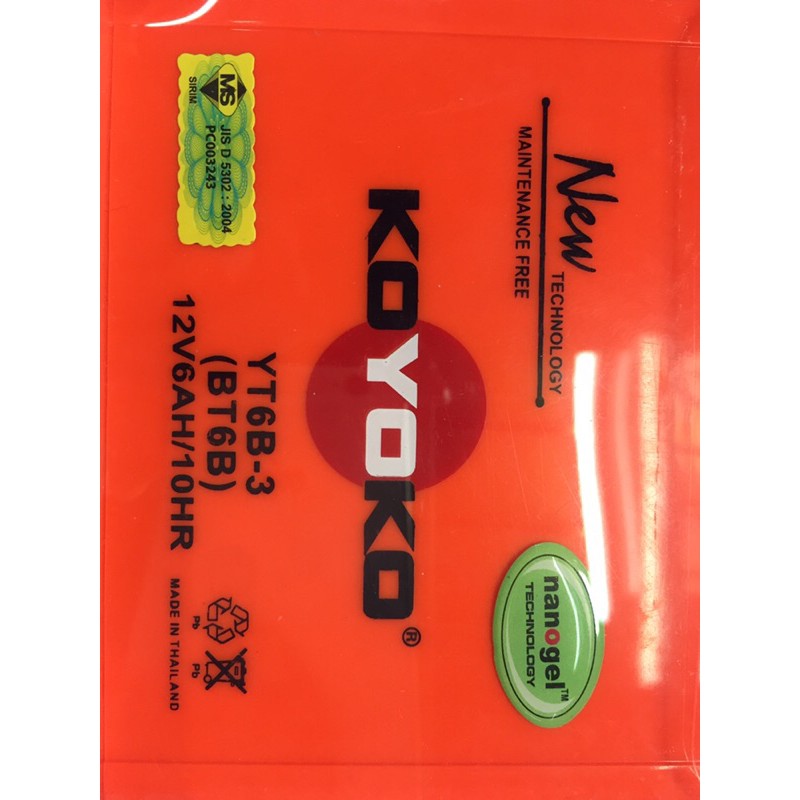 New
TECHNOLOGY
MAINTENANCE FREE
nanogel™
TECHNOLOGY
KOYOKO®
MS
SIRIM
JIS D 5302 : 2004
PC003243
YT6B-3
(BT6B)
12V6AH/10HR
Pb
Pb
MADE IN THAILAND